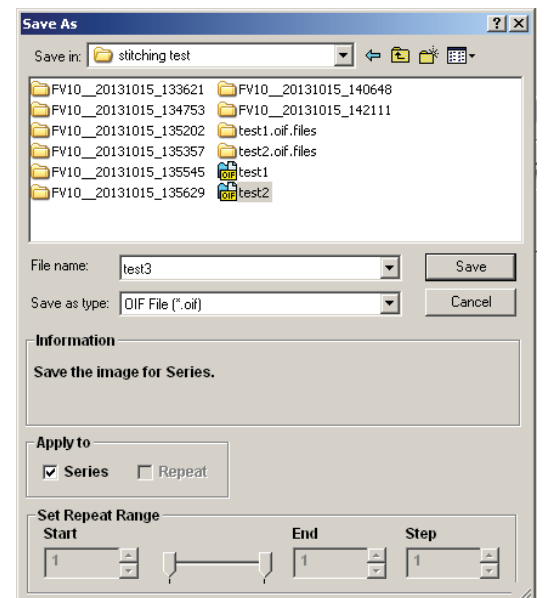 Save As
Save in: stitching test
FV10__20131015_133621 FV10__20131015_140648
FV10__20131015_134753 FV10__20131015_142111
FV10__20131015_135202 test1.oif.files
FV10__20131015_135357 test2.oif.files
FV10__20131015_135545 OIF test1
FV10__20131015_135629 OIF test2
File name: test3 Save
Save as type: OIF File (*.oif) Cancel
Information
Save the image for Series.
Apply to
Series Repeat
Set Repeat Range
Start End Step
1 1 1